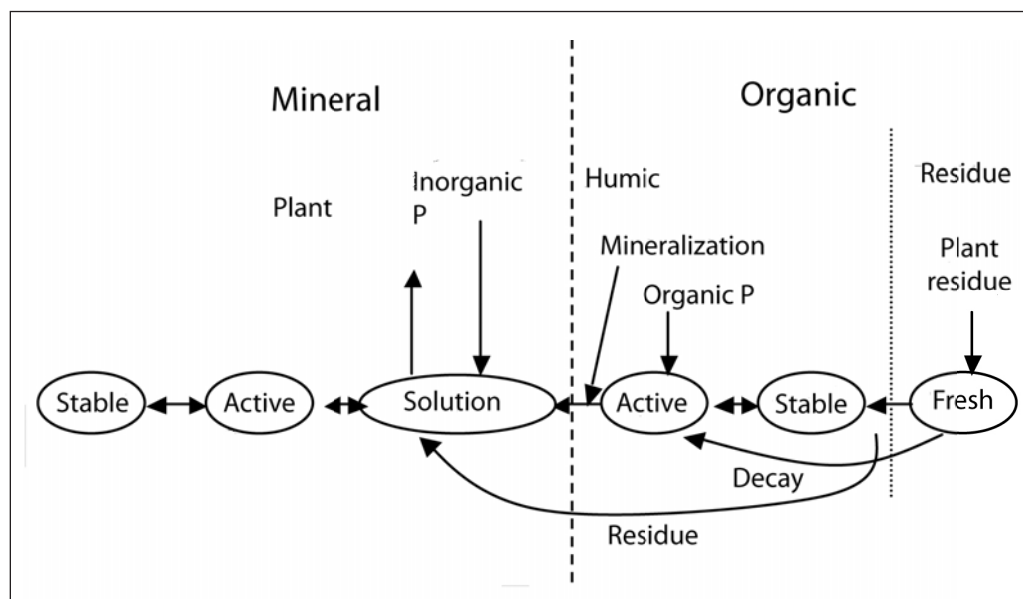 Mineral
Organic
Plant
Inorganic
P
Humic
Residue
Mineralization
Organic P
Plant
residue
Stable
Active
Solution
Active
Stable
Fresh
Decay
Residue